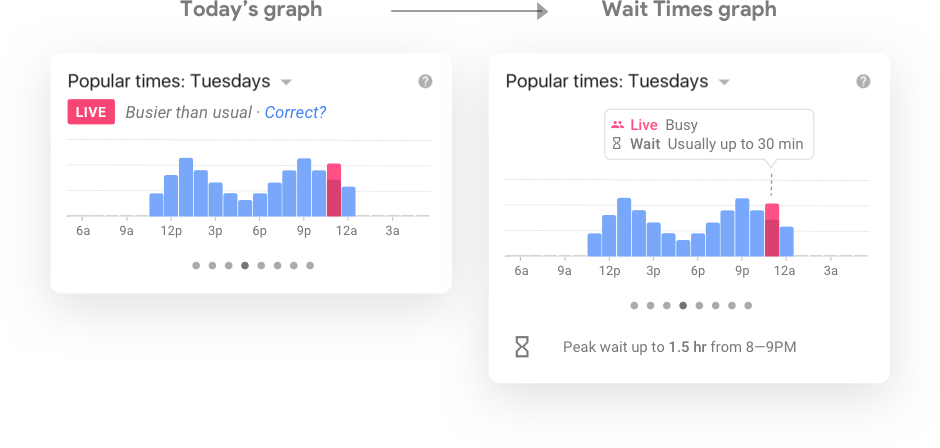 Today’s graph
Wait Times graph
Popular times: Tuesdays
LIVE Busier than usual · Correct?
6a 9a 12p 3p 6p 9p 12a 3a
Popular times: Tuesdays
Live Busy
Wait Usually up to 30 min
6a 9a 12p 3p 6p 9p 12a 3a
Peak wait up to 1.5 hr from 8—9PM